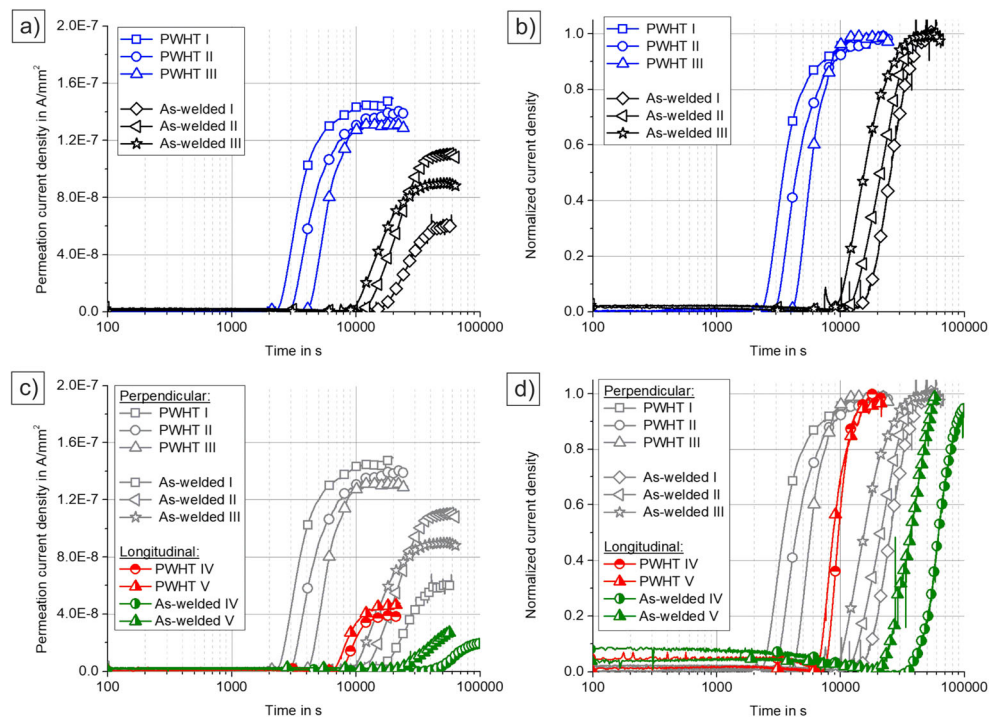 a)
2.0E-7
1.6E-7
1.2E-7
8.0E-8
4.0E-8
0.0
Permeation current density in A/mm²
PWHT I
PWHT II
PWHT III
As-welded I
As-welded II
As-welded III
100 1000 10000 100000
Time in s
b)
1.0
0.8
0.6
0.4
0.2
0.0
Normalized current density
PWHT I
PWHT II
PWHT III
As-welded I
As-welded II
As-welded III
100 1000 10000 100000
Time in s
c)
2.0E-7
1.6E-7
1.2E-7
8.0E-8
4.0E-8
0.0
Permeation current density in A/mm²
Perpendicular:
PWHT I
PWHT II
PWHT III
As-welded I
As-welded II
As-welded III
Longitudinal:
PWHT IV
PWHT V
As-welded IV
As-welded V
100 1000 10000 100000
Time in s
d)
1.0
0.8
0.6
0.4
0.2
0.0
Normalized current density
Perpendicular:
PWHT I
PWHT II
PWHT III
As-welded I
As-welded II
As-welded III
Longitudinal:
PWHT IV
PWHT V
As-welded IV
As-welded V
100 1000 10000 100000
Time in s